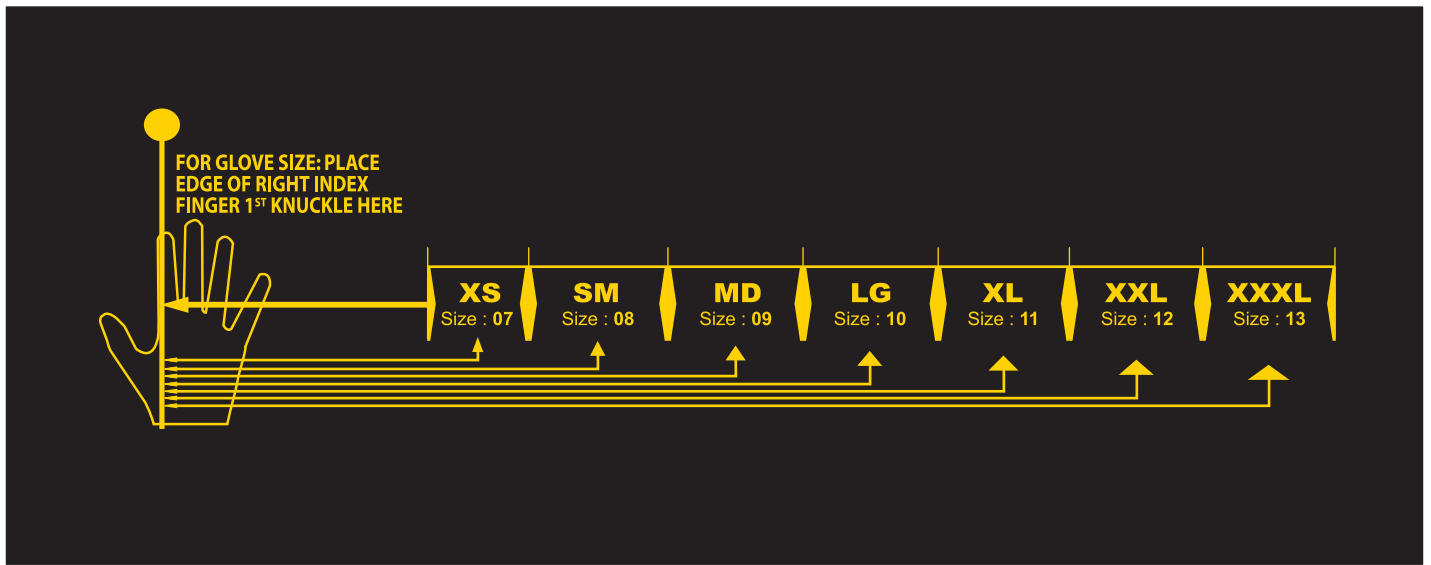 FOR GLOVE SIZE: PLACE
EDGE OF RIGHT INDEX
FINGER 1ST KNUCKLE HERE
XS SM MD LG XL XXL XXXL
Size : 07 Size : 08 Size : 09 Size : 10 Size : 11 Size : 12 Size : 13